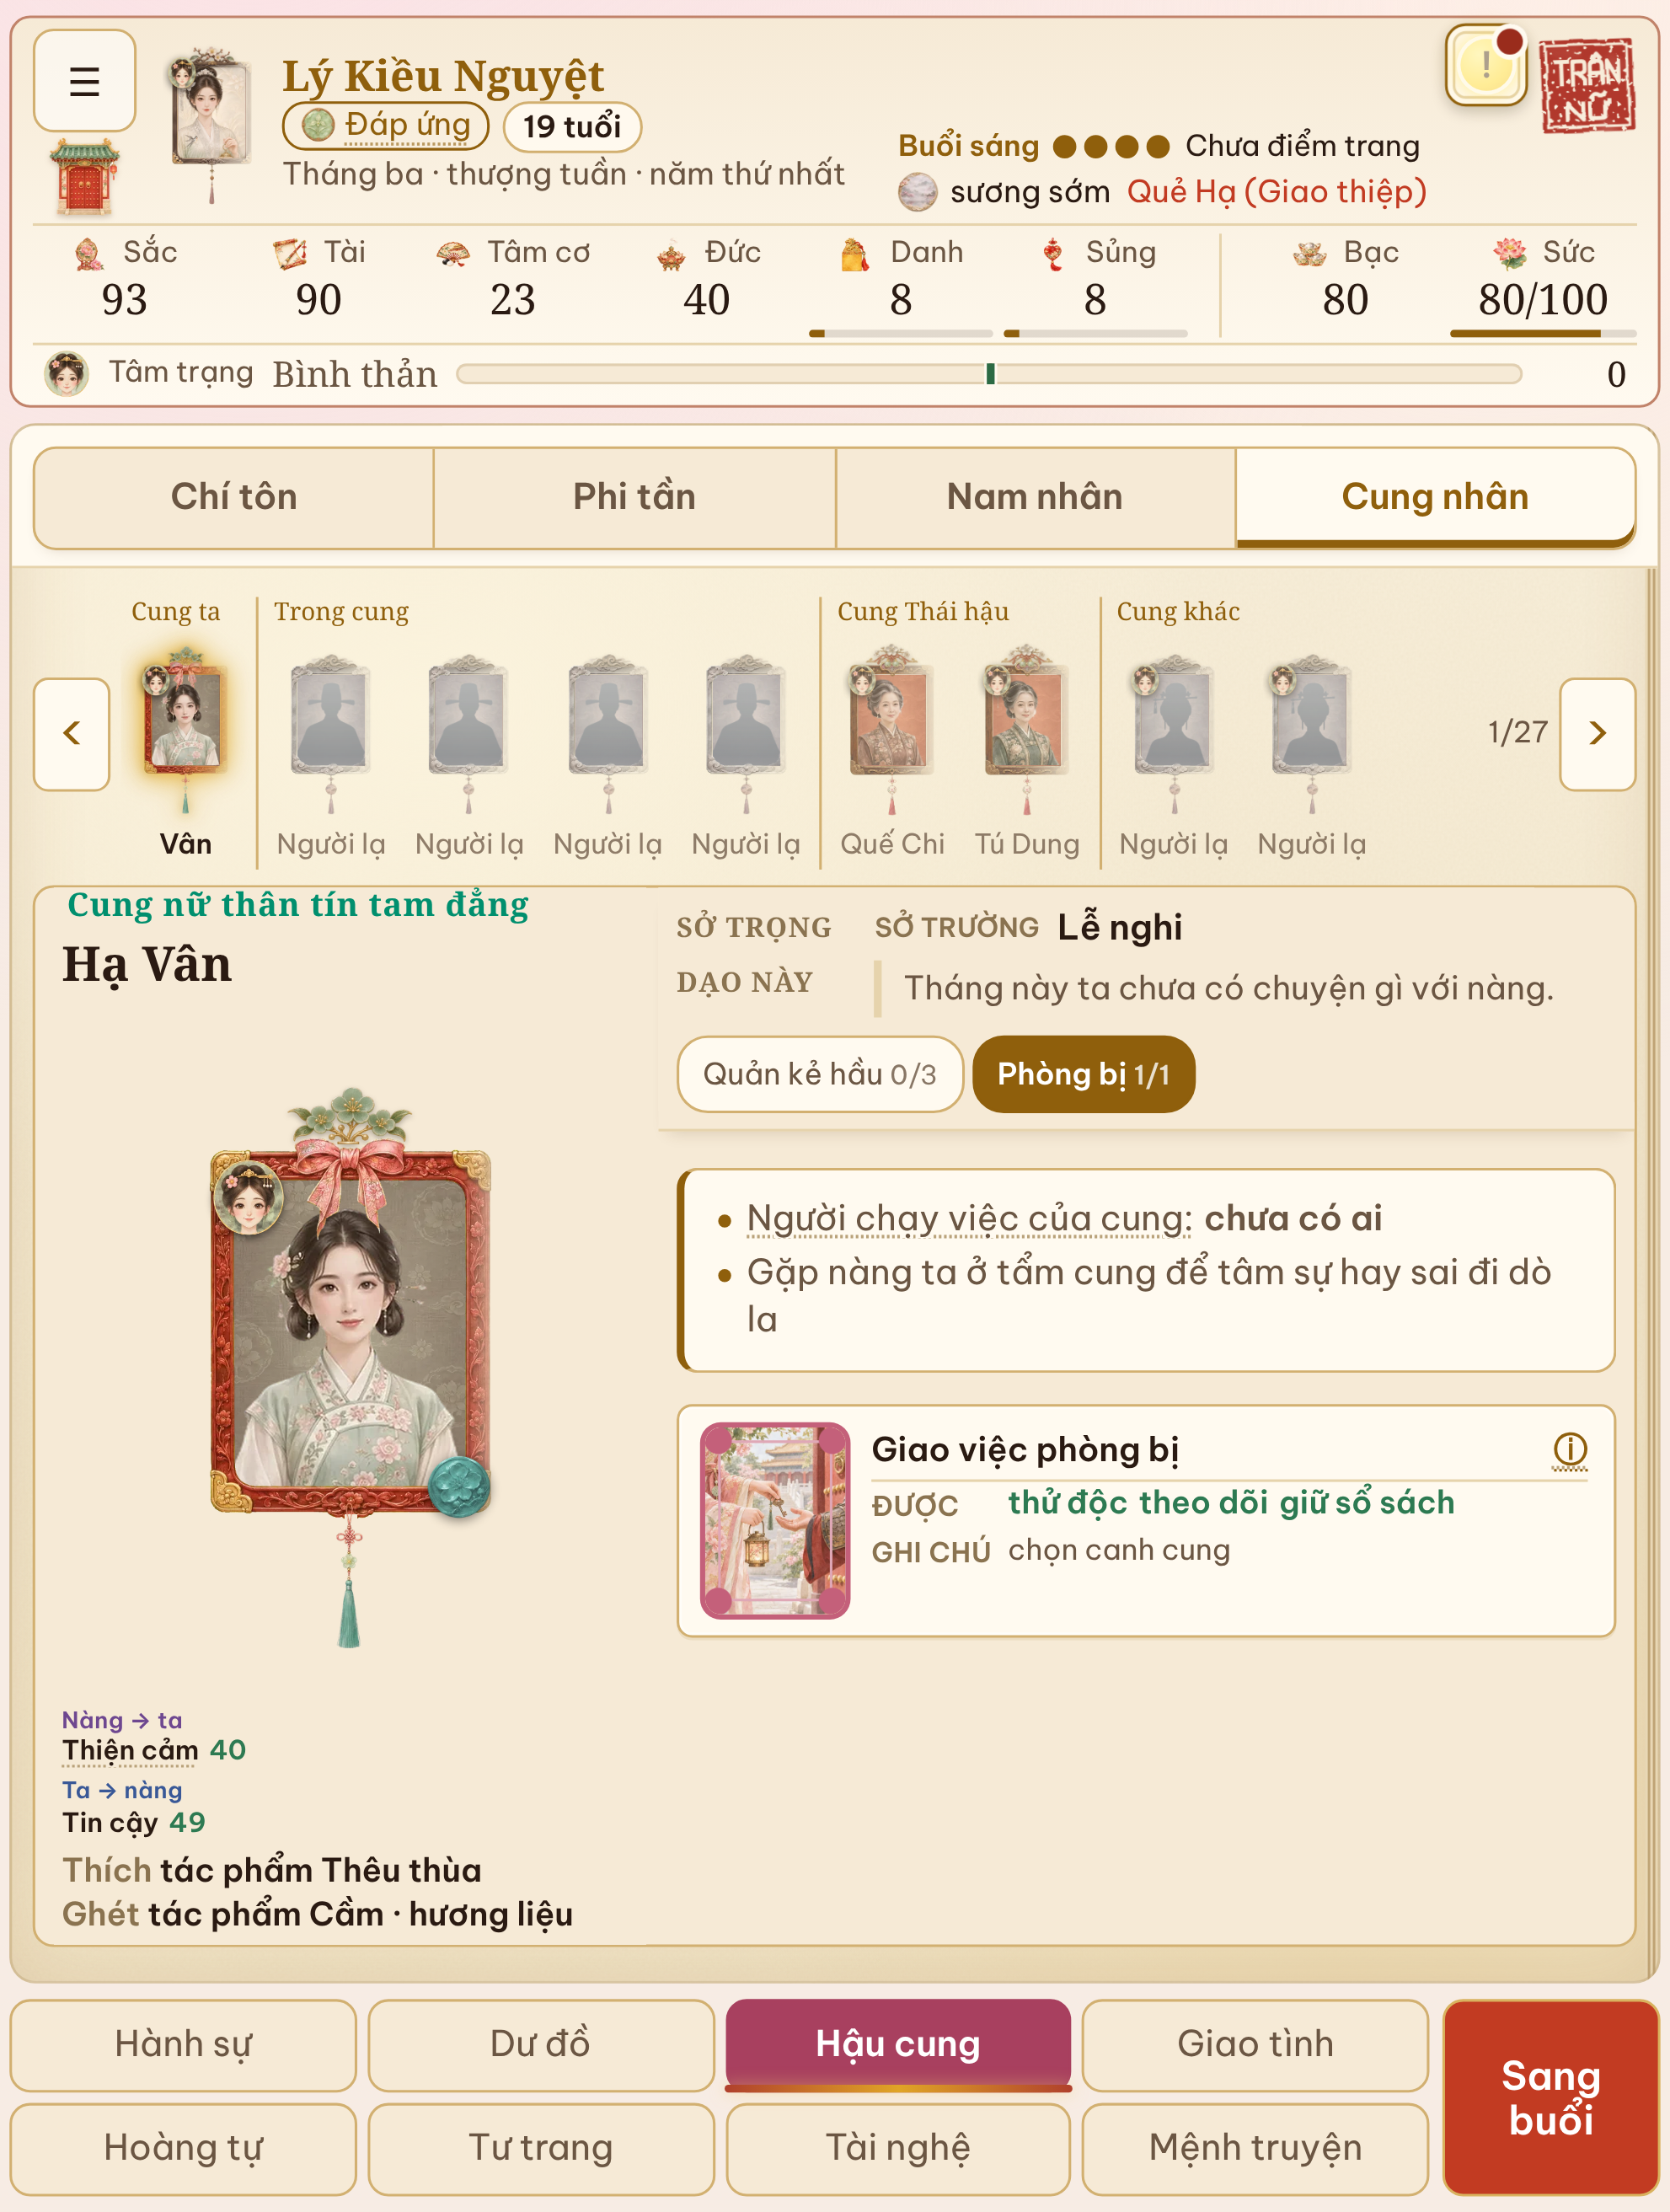 ☰
Lý Kiều Nguyệt
Đáp ứng
19 tuổi
Tháng ba · thượng tuần · năm thứ nhất
Buổi sáng
Chưa điểm trang
sương sớm
Quẻ Hạ (Giao thiệp)
!
TRÂN
NỮ
Sắc
93
Tài
90
Tâm cơ
23
Đức
40
Danh
8
Sủng
8
Bạc
80
Sức
80/100
Tâm trạng
Bình thản
0
Chí tôn
Phi tần
Nam nhân
Cung nhân
Cung ta
Trong cung
Cung Thái hậu
Cung khác
<
1/27
>
Vân
Người lạ
Người lạ
Người lạ
Người lạ
Quế Chi
Tú Dung
Người lạ
Người lạ
Cung nữ thân tín tam đẳng
Hạ Vân
SỞ TRỌNG
SỞ TRƯỜNG Lễ nghi
DẠO NÀY
Tháng này ta chưa có chuyện gì với nàng.
Quản kẻ hầu 0/3
Phòng bị 1/1
• Người chạy việc của cung: chưa có ai
• Gặp nàng ta ở tẩm cung để tâm sự hay sai đi dò
la
Giao việc phòng bị
ⓘ
ĐƯỢC thử độc theo dõi giữ sổ sách
GHI CHÚ chọn canh cung
Nàng → ta
Thiện cảm 40
Ta → nàng
Tin cậy 49
Thích tác phẩm Thêu thùa
Ghét tác phẩm Cầm · hương liệu
Hành sự
Dư đồ
Hậu cung
Giao tình
Sang
buổi
Hoàng tự
Tư trang
Tài nghệ
Mệnh truyện